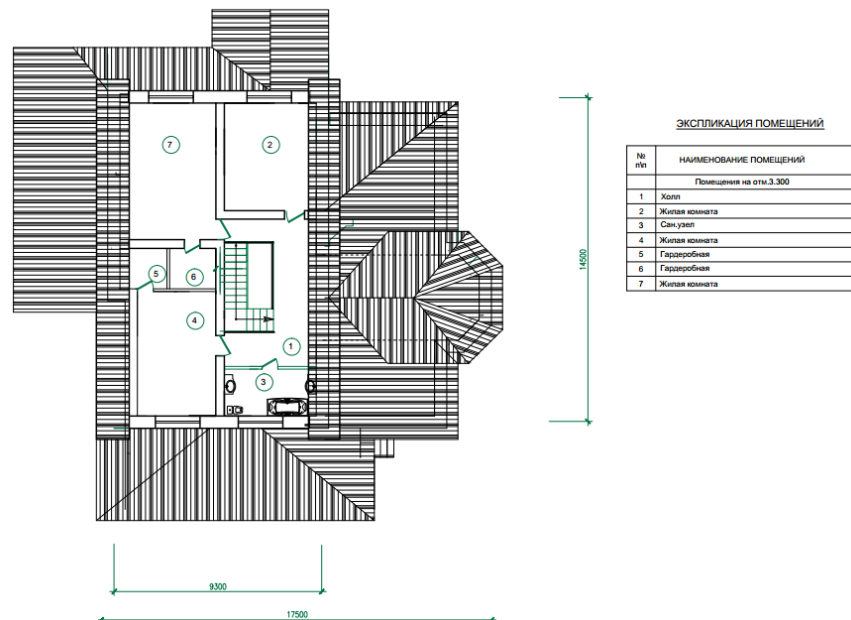 7
2
5
6
4
1
3
14500
9300
17500
ЭКСПЛИКАЦИЯ ПОМЕЩЕНИЙ
№ п\п НАИМЕНОВАНИЕ ПОМЕЩЕНИЙ
Помещения на отм.3.300
1 Холл
2 Жилая комната
3 Сан.узел
4 Жилая комната
5 Гардеробная
6 Гардеробная
7 Жилая комната